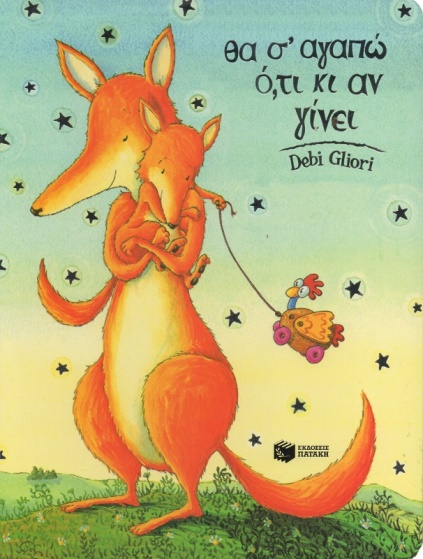 θα σ' αγαπώ
ό,τι κι αν
γίνει
Debi Gliori
ΕΚΔΟΣΕΙΣ
ΠΑΤΑΚΗ